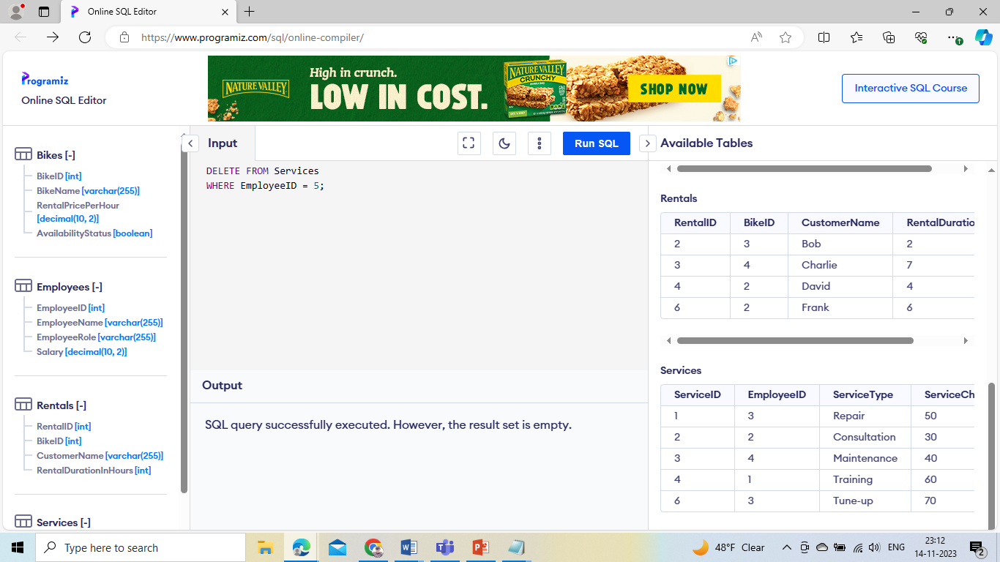 Online SQL Editor
https://www.programiz.com/sql/online-compiler/
Programiz
Online SQL Editor
NATURE VALLEY
High in crunch.
LOW IN COST.
NATURE VALLEY
CRUNCHY
SHOP NOW
Interactive SQL Course
Bikes [-]
BikeID [int]
BikeName [varchar(255)]
RentalPricePerHour
[decimal(10, 2)]
AvailabilityStatus [boolean]
Employees [-]
EmployeeID [int]
EmployeeName [varchar(255)]
EmployeeRole [varchar(255)]
Salary [decimal(10, 2)]
Rentals [-]
RentalID [int]
BikeID [int]
CustomerName [varchar(255)]
RentalDurationInHours [int]
Services [-]
Input
Run SQL
DELETE FROM Services
WHERE EmployeeID = 5;
Output
SQL query successfully executed. However, the result set is empty.
Available Tables
Rentals
RentalID BikeID CustomerName RentalDuratio
2 3 Bob 2
3 4 Charlie 7
4 2 David 4
6 2 Frank 6
Services
ServiceID EmployeeID ServiceType ServiceCh
1 3 Repair 50
2 2 Consultation 30
3 4 Maintenance 40
4 1 Training 60
6 3 Tune-up 70
Type here to search
48°F Clear
ENG
23:12
14-11-2023
2